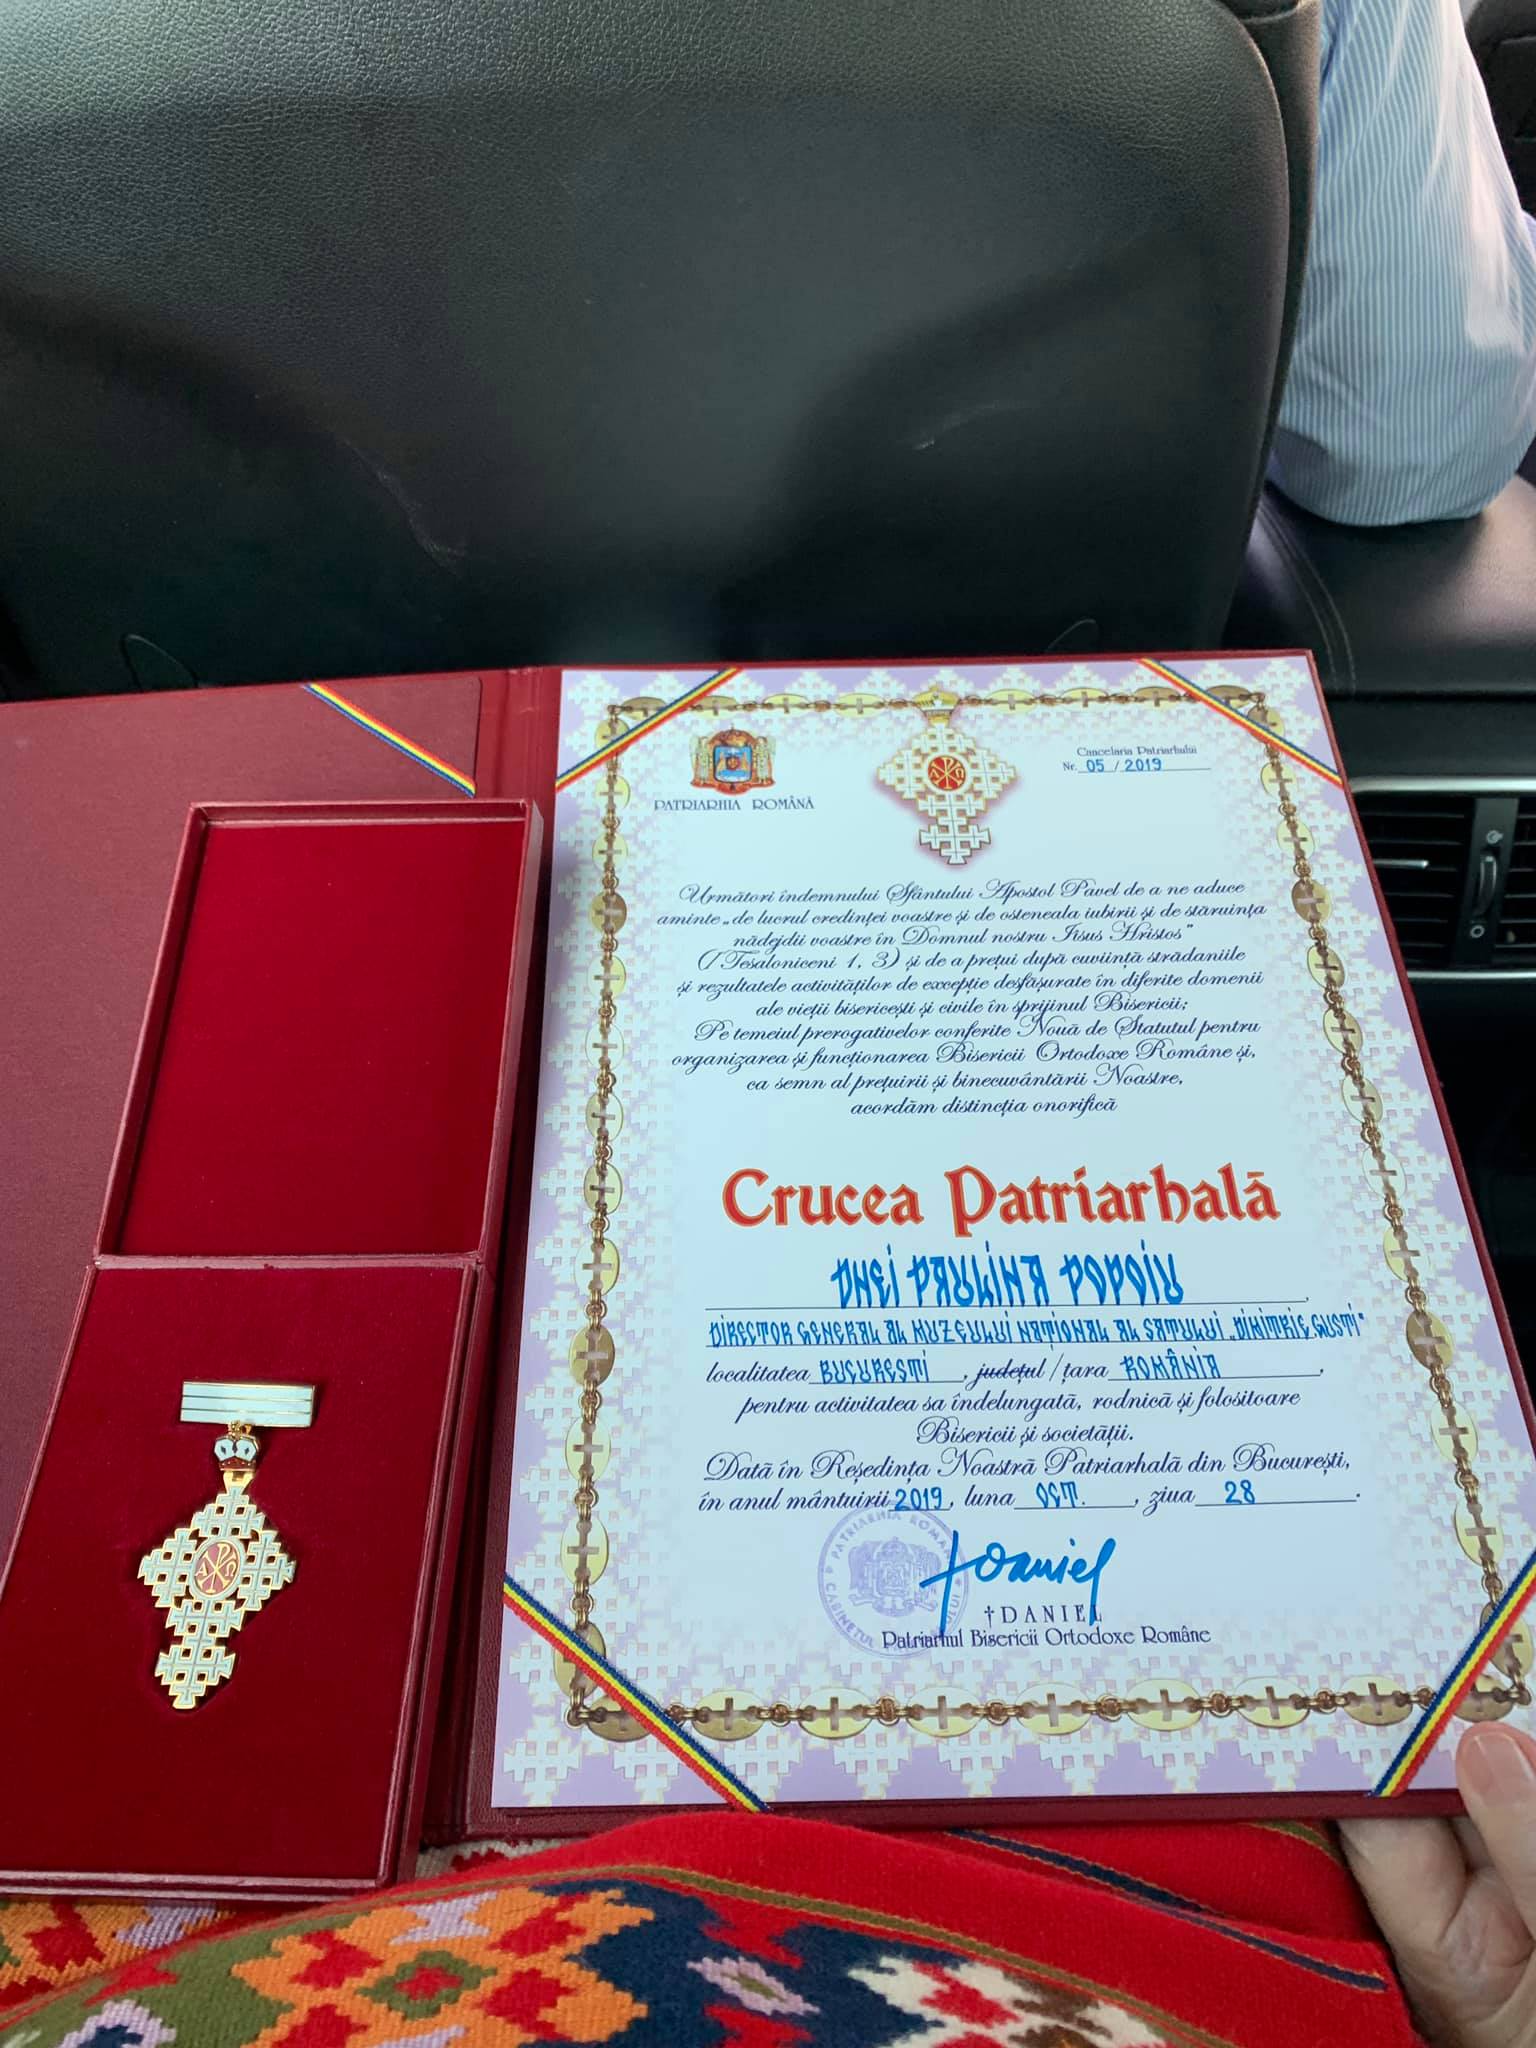 PATRIARHIA ROMÂNĂ
Cancelaria Patriarhului
Nr. 05 / 2019
Următori îndemnului Sfântului Apostol Pavel de a ne aduce
aminte „de lucrul credinței voastre și de osteneala iubirii și de stăruința
nădejdii voastre în Domnul nostru Iisus Hristos”
(I Tesaloniceni 1, 3) și de a prețui după cuviință strădaniile
și rezultatele activităților de excepție desfășurate în diferite domenii
ale vieții bisericești și civile în sprijinul Bisericii;
Pe temeiul prerogativelor conferite Nouă de Statutul pentru
organizarea și funcționarea Bisericii Ortodoxe Române și,
ca semn al prețuirii și binecuvântării Noastre,
acordăm distincția onorifică
Crucea Patriarhală
DNEI PAULINA POPOIU
DIRECTOR GENERAL AL MUZEULUI NAȚIONAL AL SATULUI „DIMITRIE GUSTI”
localitatea BUCUREȘTI, județul / țara ROMÂNIA,
pentru activitatea sa îndelungată, rodnică și folositoare
Bisericii și societății.
Dată în Reședința Noastră Patriarhală din București,
în anul mântuirii 2019, luna OCT., ziua 28.
PATRIARHIA ROMÂNĂ
CABINETUL
† Daniel
† DANIEL
Patriarhul Bisericii Ortodoxe Române
Α Ω
Α Ω